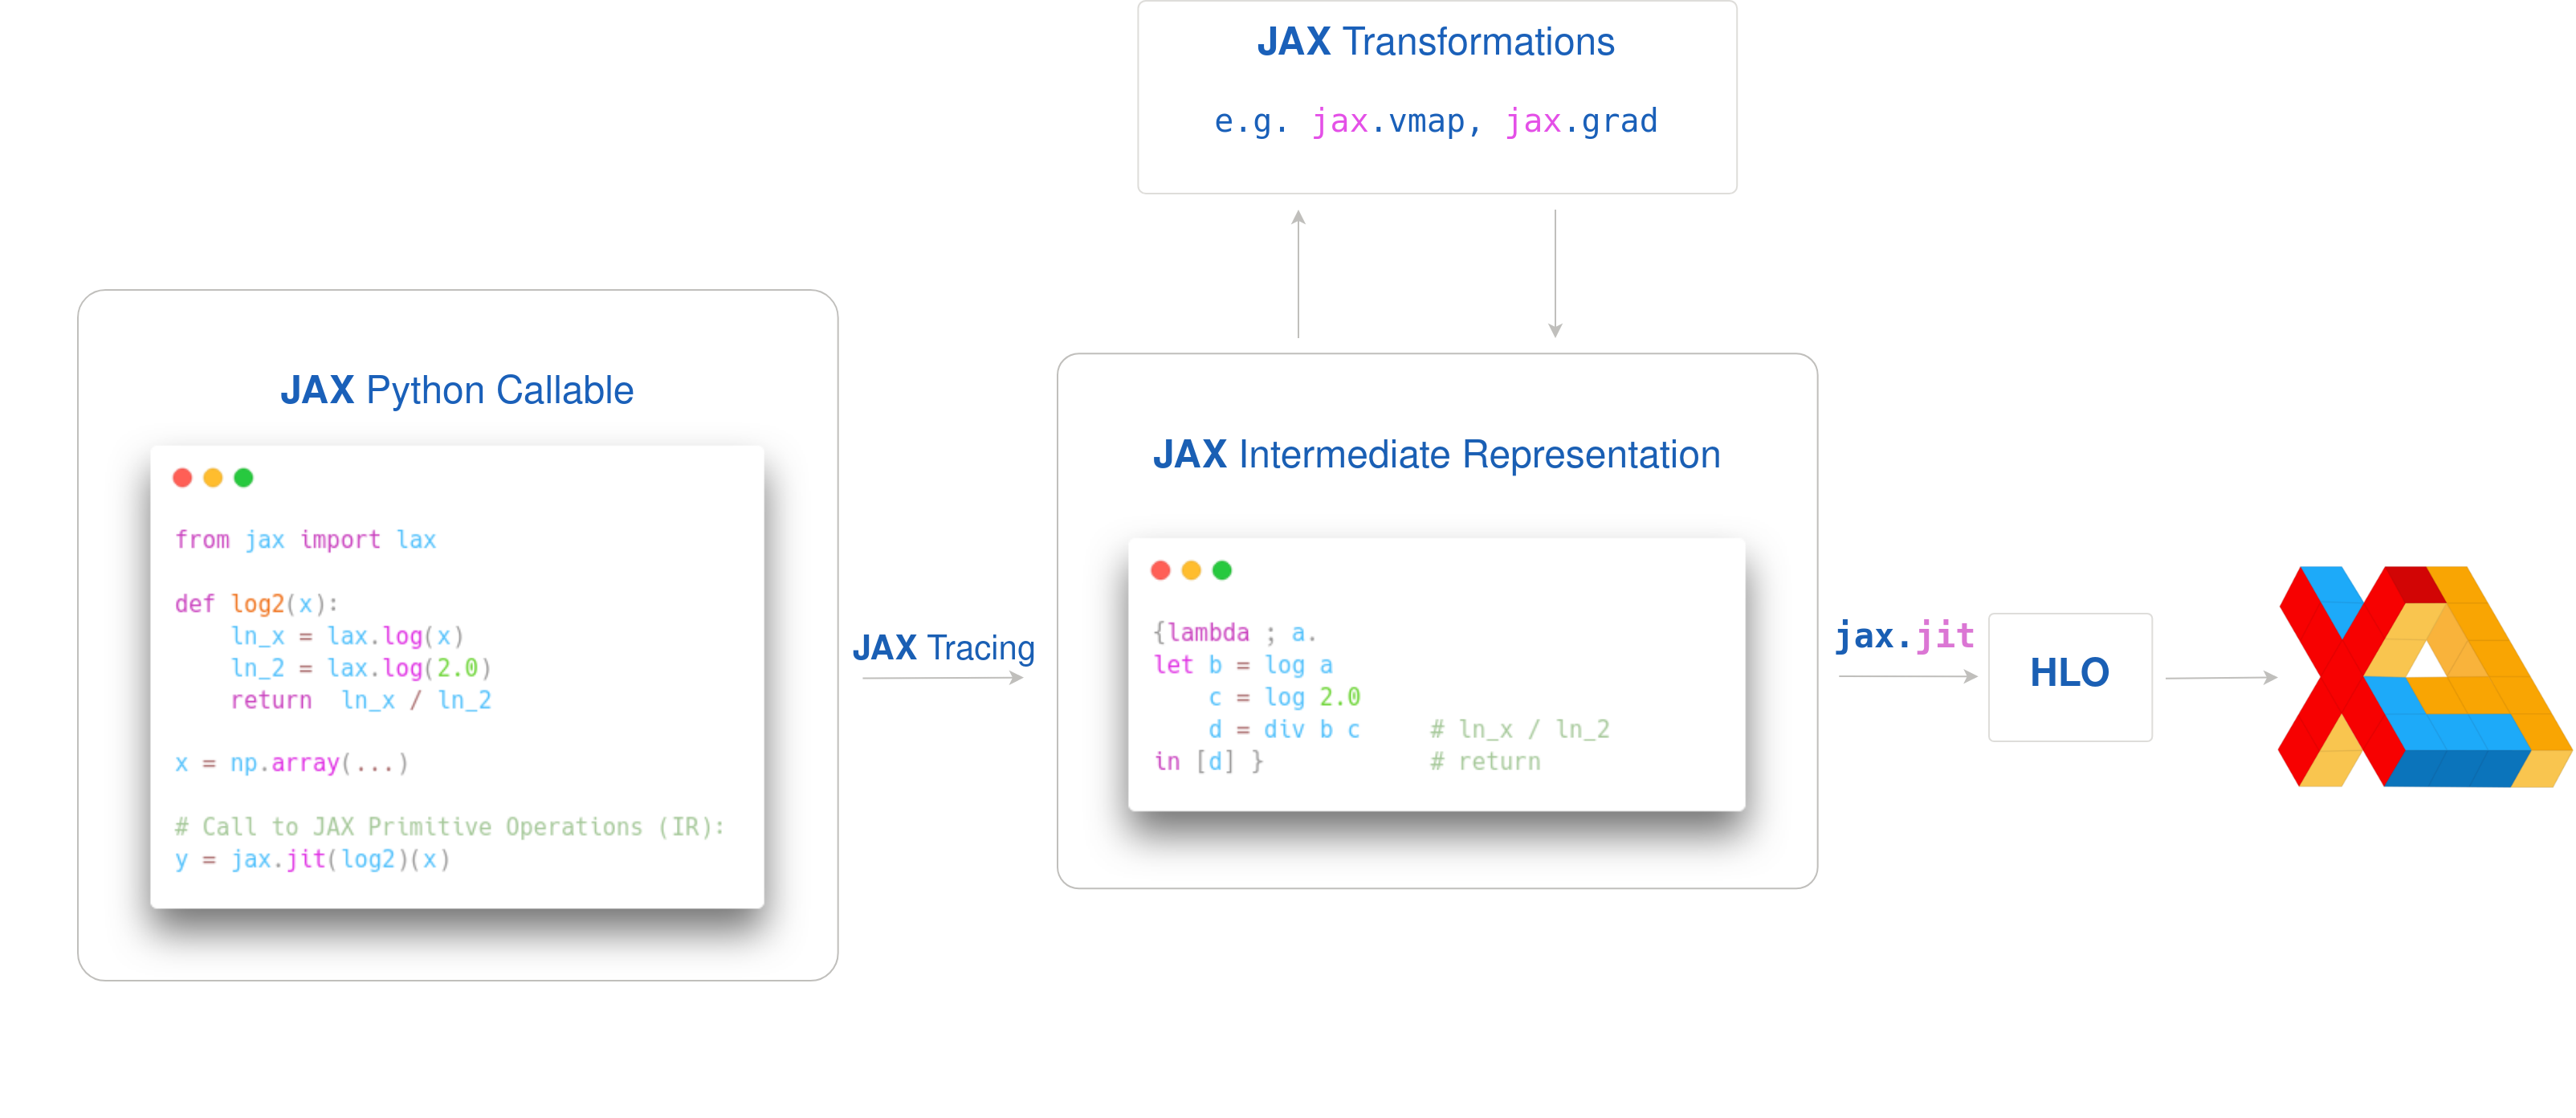 JAX Transformations
e.g. jax.vmap, jax.grad
JAX Python Callable
from jax import lax
def log2(x):
    ln_x = lax.log(x)
    ln_2 = lax.log(2.0)
    return  ln_x / ln_2
x = np.array(...)
# Call to JAX Primitive Operations (IR):
y = jax.jit(log2)(x)
JAX Tracing
JAX Intermediate Representation
{lambda ; a.
let b = log a
    c = log 2.0
    d = div b c     # ln_x / ln_2
in [d] }            # return
jax.jit
HLO
XLA